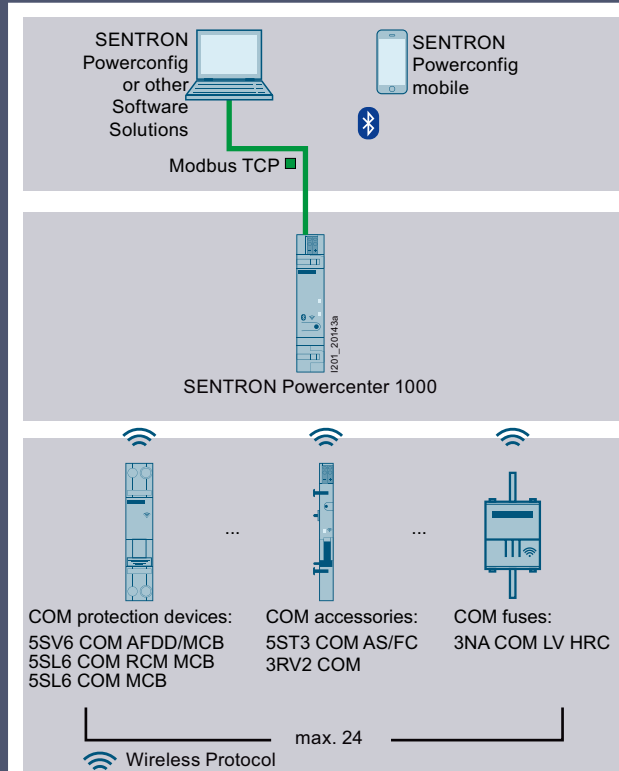 SENTRON
Powerconfig
or other
Software
Solutions
SENTRON
Powerconfig
mobile
Modbus TCP
I201_20143a
SENTRON Powercenter 1000
...
...
COM protection devices:
5SV6 COM AFDD/MCB
5SL6 COM RCM MCB
5SL6 COM MCB
COM accessories:
5ST3 COM AS/FC
3RV2 COM
COM fuses:
3NA COM LV HRC
max. 24
Wireless Protocol